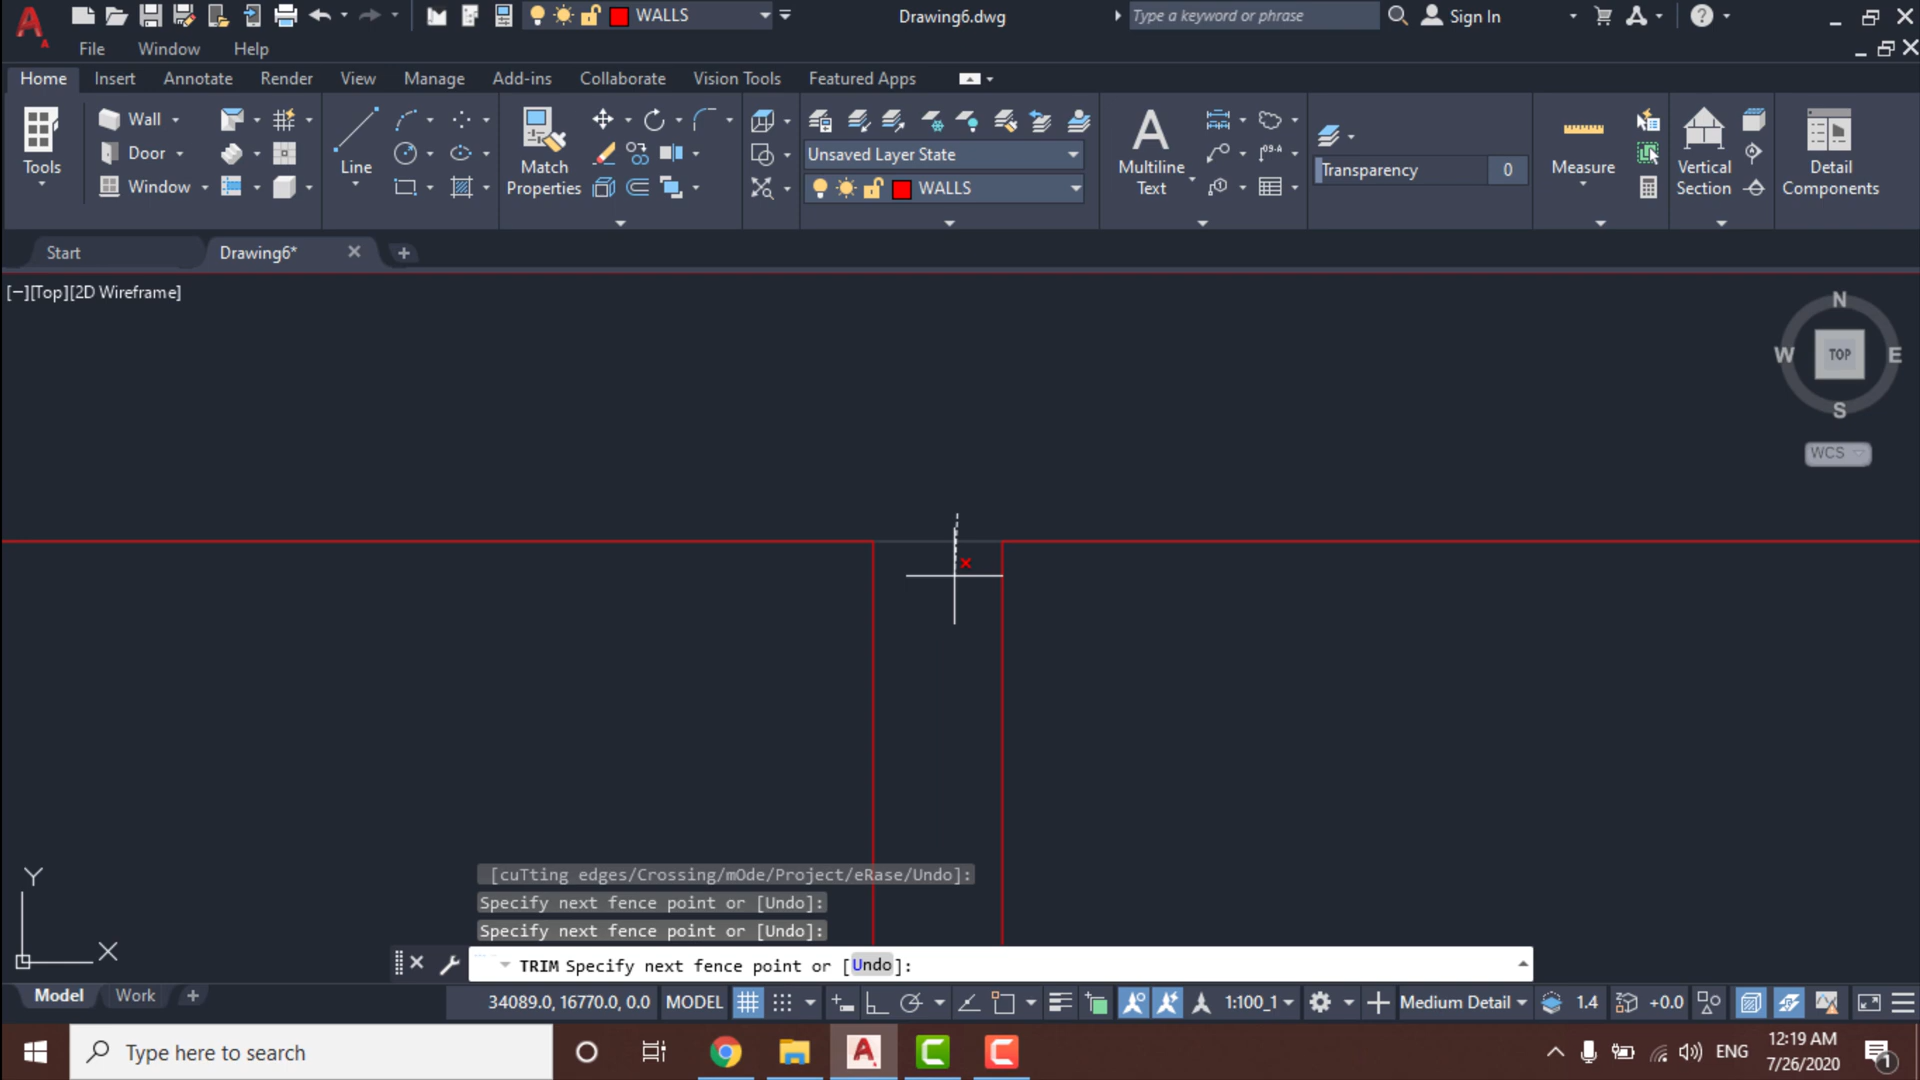 WALLS
Drawing6.dwg
Type a keyword or phrase
Sign In
File Window Help
Home Insert Annotate Render View Manage Add-ins Collaborate Vision Tools Featured Apps
Tools
Wall
Door
Window
Line
Match Properties
Unsaved Layer State
WALLS
Multiline Text
Transparency 0
Measure
Vertical Section
Detail Components
Start
Drawing6*
[−][Top][2D Wireframe]
N
W TOP E
S
WCS
Y
X
[cuTting edges/Crossing/mOde/Project/eRase/Undo]:
Specify next fence point or [Undo]:
Specify next fence point or [Undo]:
TRIM Specify next fence point or [Undo]:
Model Work
34089.0, 16770.0, 0.0 MODEL 1:100_1 Medium Detail 1.4 +0.0
Type here to search
ENG
12:19 AM
7/26/2020
1